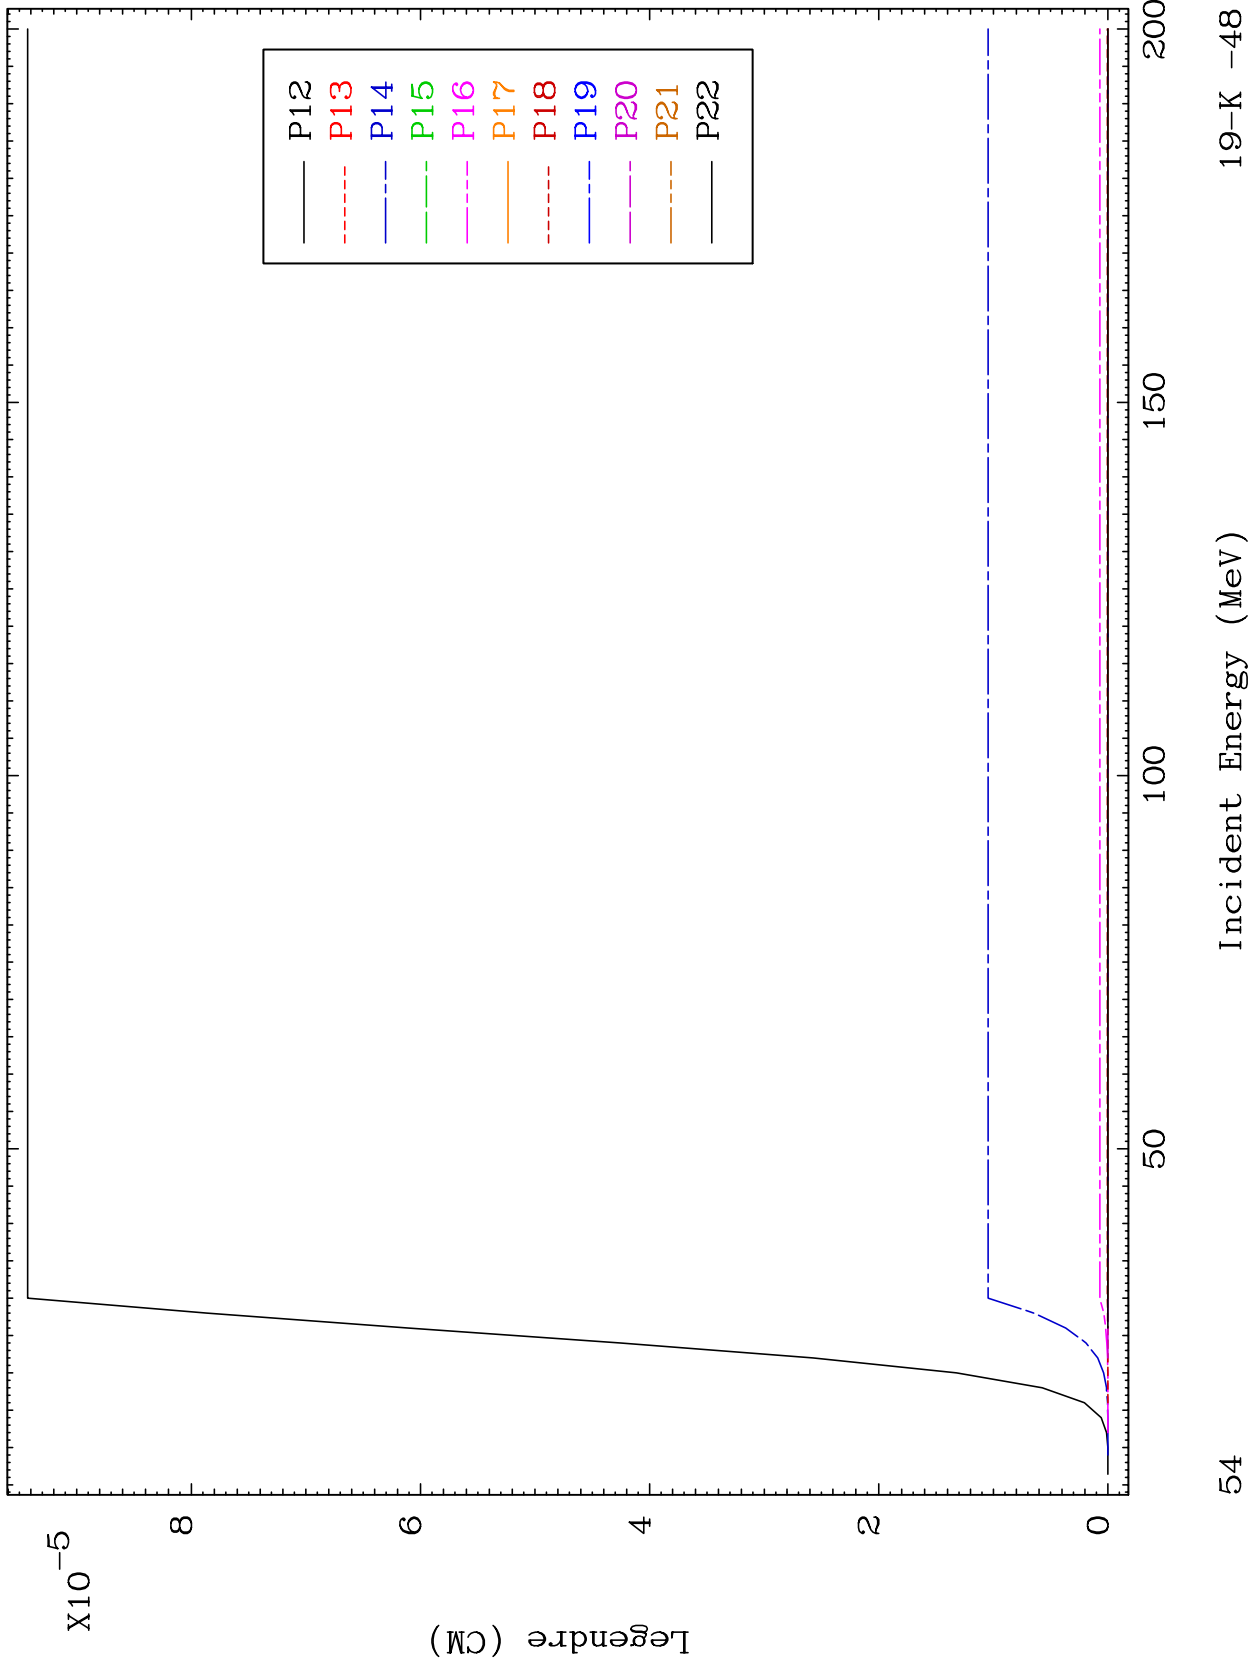 X10-5
Legendre (CM)
8
6
4
2
0
P12
P13
P14
P15
P16
P17
P18
P19
P20
P21
P22
50
100
150
200
54
Incident Energy (MeV)
19-K -48